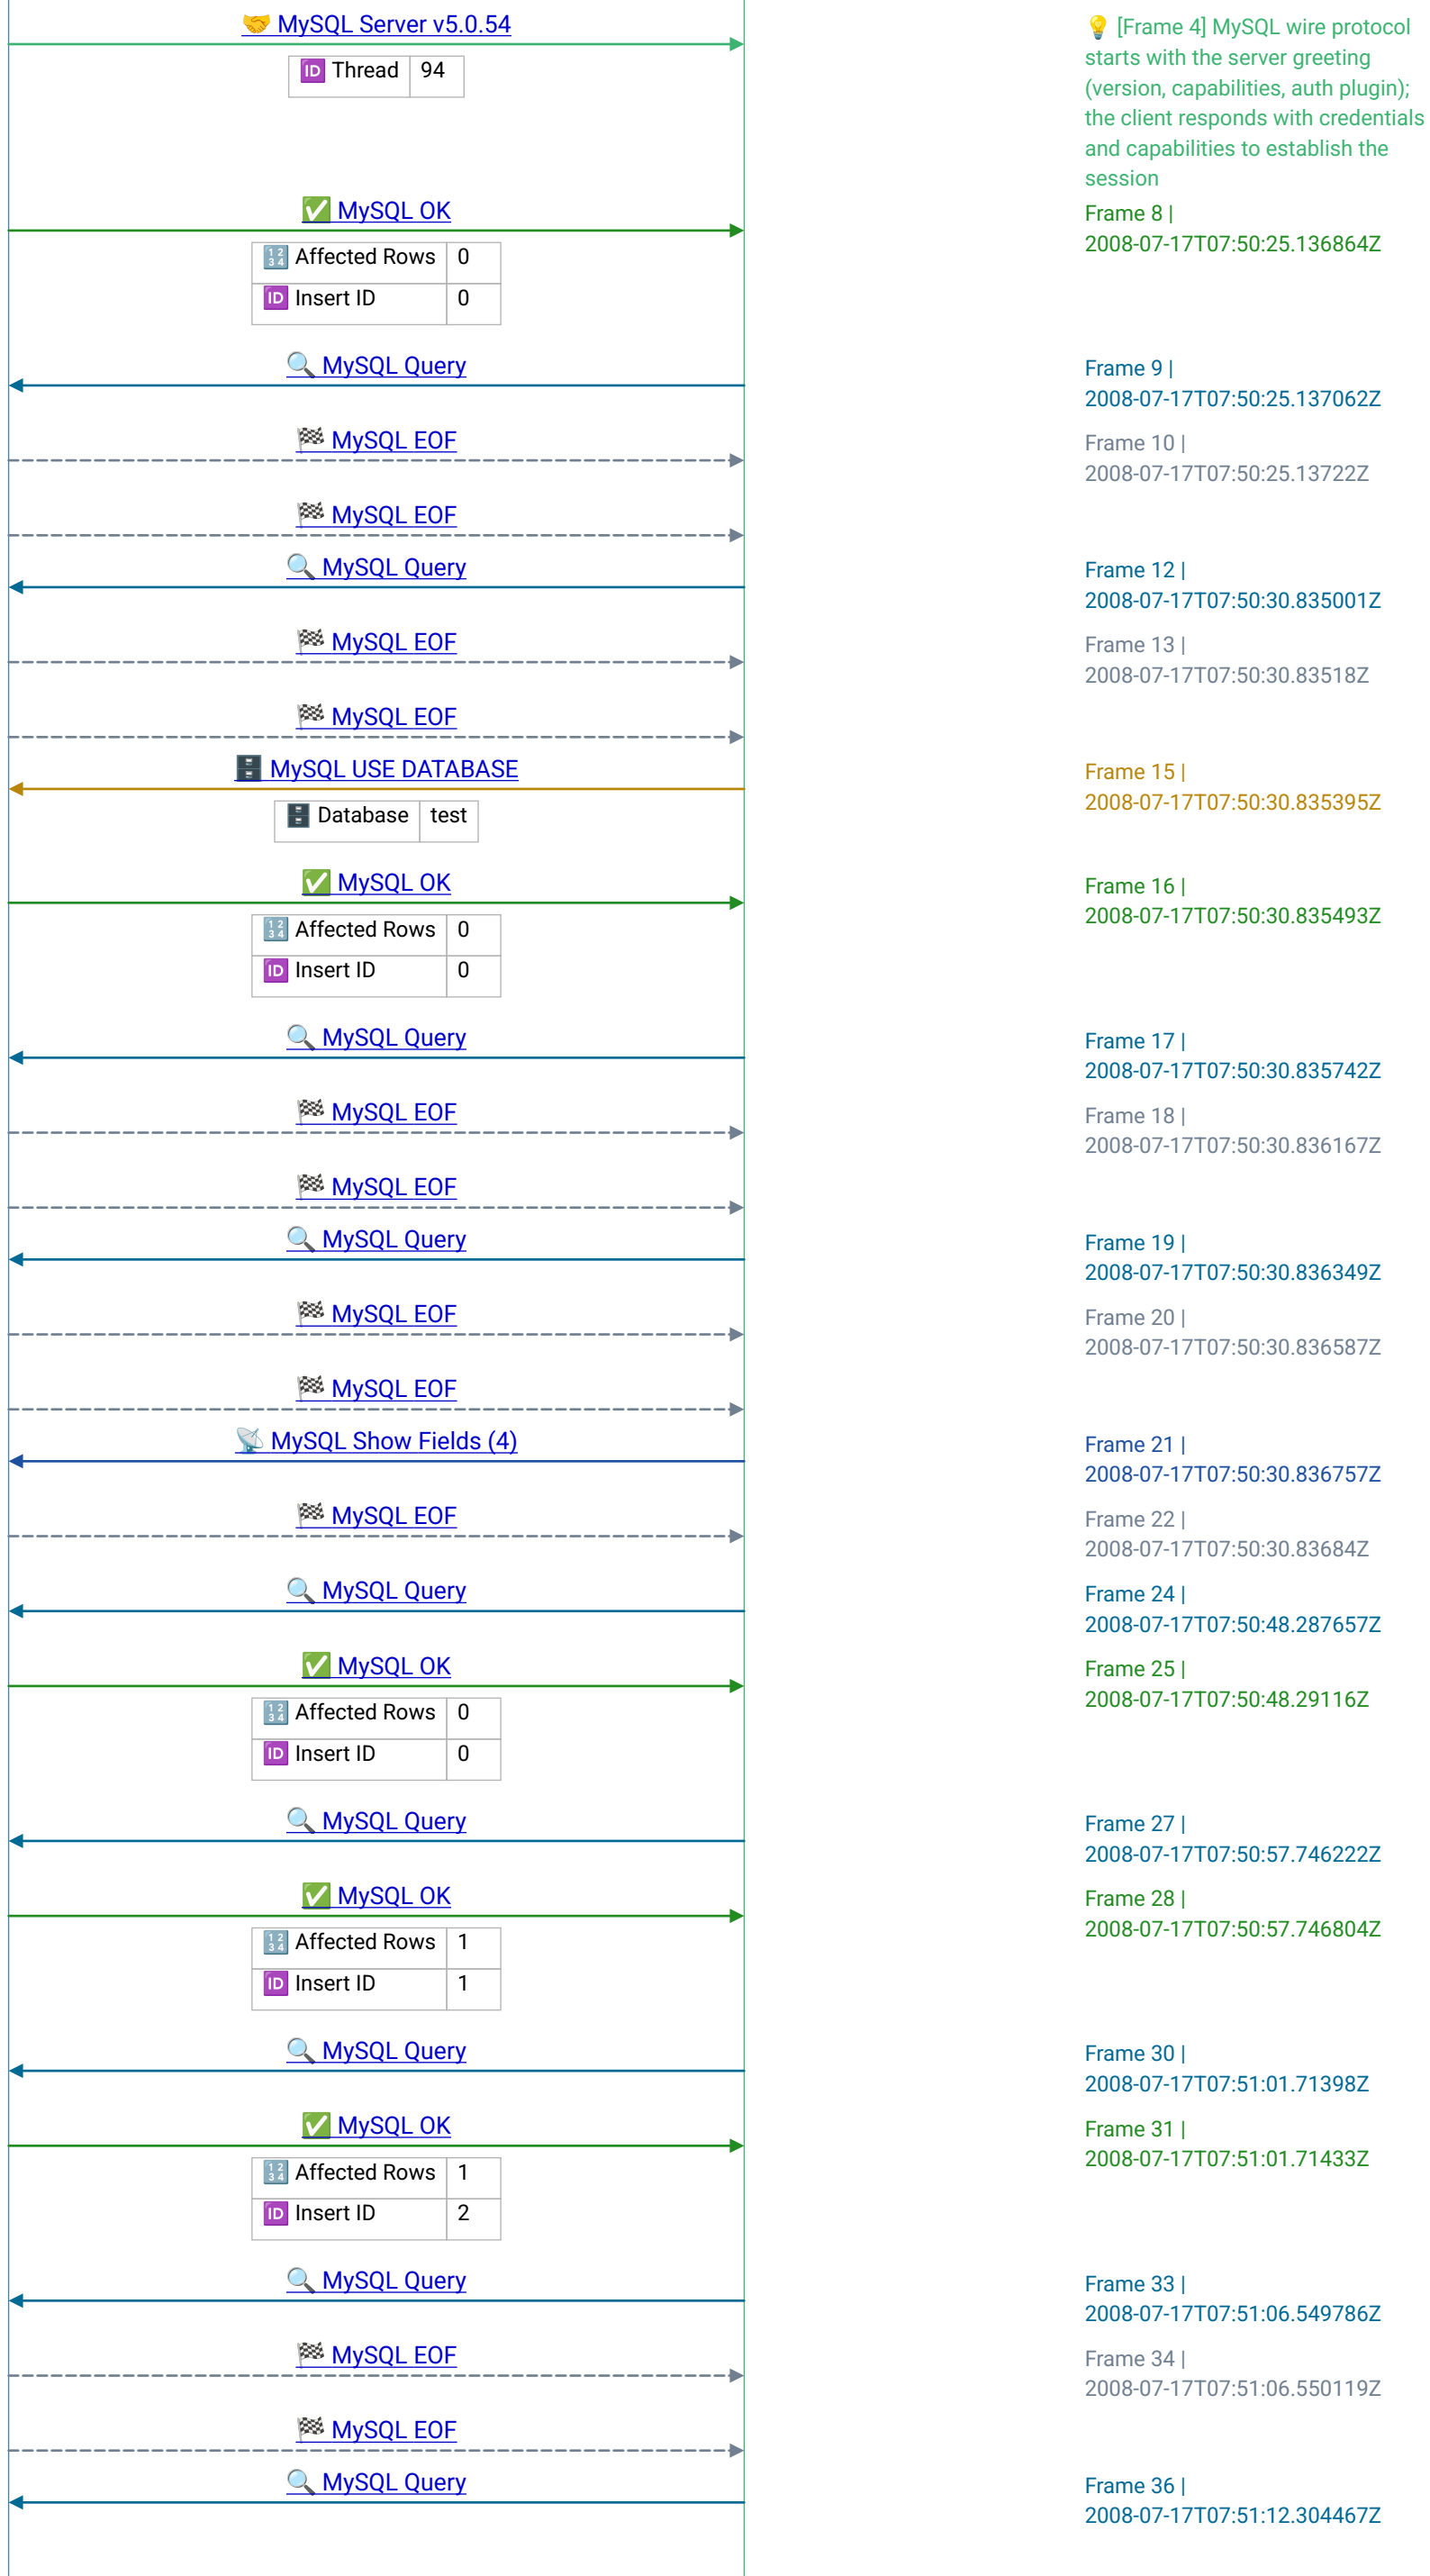 🤝 MySQL Server v5.0.54
💡 [Frame 4] MySQL wire protocol
starts with the server greeting
(version, capabilities, auth plugin);
the client responds with credentials
and capabilities to establish the
session
🆔 Thread 94
✅ MySQL OK
Frame 8 |
2008-07-17T07:50:25.136864Z
🔢 Affected Rows 0
🆔 Insert ID 0
🔍 MySQL Query
Frame 9 |
2008-07-17T07:50:25.137062Z
🏁 MySQL EOF
Frame 10 |
2008-07-17T07:50:25.13722Z
🏁 MySQL EOF
🔍 MySQL Query
Frame 12 |
2008-07-17T07:50:30.835001Z
🏁 MySQL EOF
Frame 13 |
2008-07-17T07:50:30.83518Z
🏁 MySQL EOF
🗄️ MySQL USE DATABASE
Frame 15 |
2008-07-17T07:50:30.835395Z
🗄️ Database test
✅ MySQL OK
Frame 16 |
2008-07-17T07:50:30.835493Z
🔢 Affected Rows 0
🆔 Insert ID 0
🔍 MySQL Query
Frame 17 |
2008-07-17T07:50:30.835742Z
🏁 MySQL EOF
Frame 18 |
2008-07-17T07:50:30.836167Z
🏁 MySQL EOF
🔍 MySQL Query
Frame 19 |
2008-07-17T07:50:30.836349Z
🏁 MySQL EOF
Frame 20 |
2008-07-17T07:50:30.836587Z
🏁 MySQL EOF
📡 MySQL Show Fields (4)
Frame 21 |
2008-07-17T07:50:30.836757Z
🏁 MySQL EOF
Frame 22 |
2008-07-17T07:50:30.83684Z
🔍 MySQL Query
Frame 24 |
2008-07-17T07:50:48.287657Z
✅ MySQL OK
Frame 25 |
2008-07-17T07:50:48.29116Z
🔢 Affected Rows 0
🆔 Insert ID 0
🔍 MySQL Query
Frame 27 |
2008-07-17T07:50:57.746222Z
✅ MySQL OK
Frame 28 |
2008-07-17T07:50:57.746804Z
🔢 Affected Rows 1
🆔 Insert ID 1
🔍 MySQL Query
Frame 30 |
2008-07-17T07:51:01.71398Z
✅ MySQL OK
Frame 31 |
2008-07-17T07:51:01.71433Z
🔢 Affected Rows 1
🆔 Insert ID 2
🔍 MySQL Query
Frame 33 |
2008-07-17T07:51:06.549786Z
🏁 MySQL EOF
Frame 34 |
2008-07-17T07:51:06.550119Z
🏁 MySQL EOF
🔍 MySQL Query
Frame 36 |
2008-07-17T07:51:12.304467Z